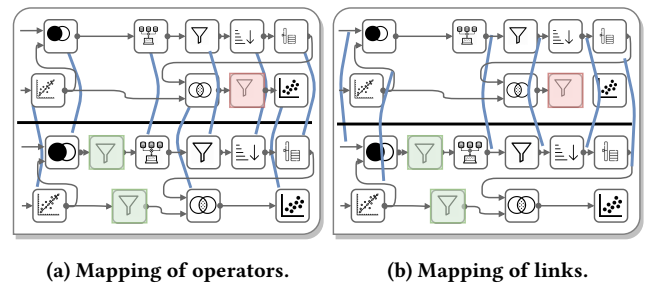 (a) Mapping of operators.
(b) Mapping of links.